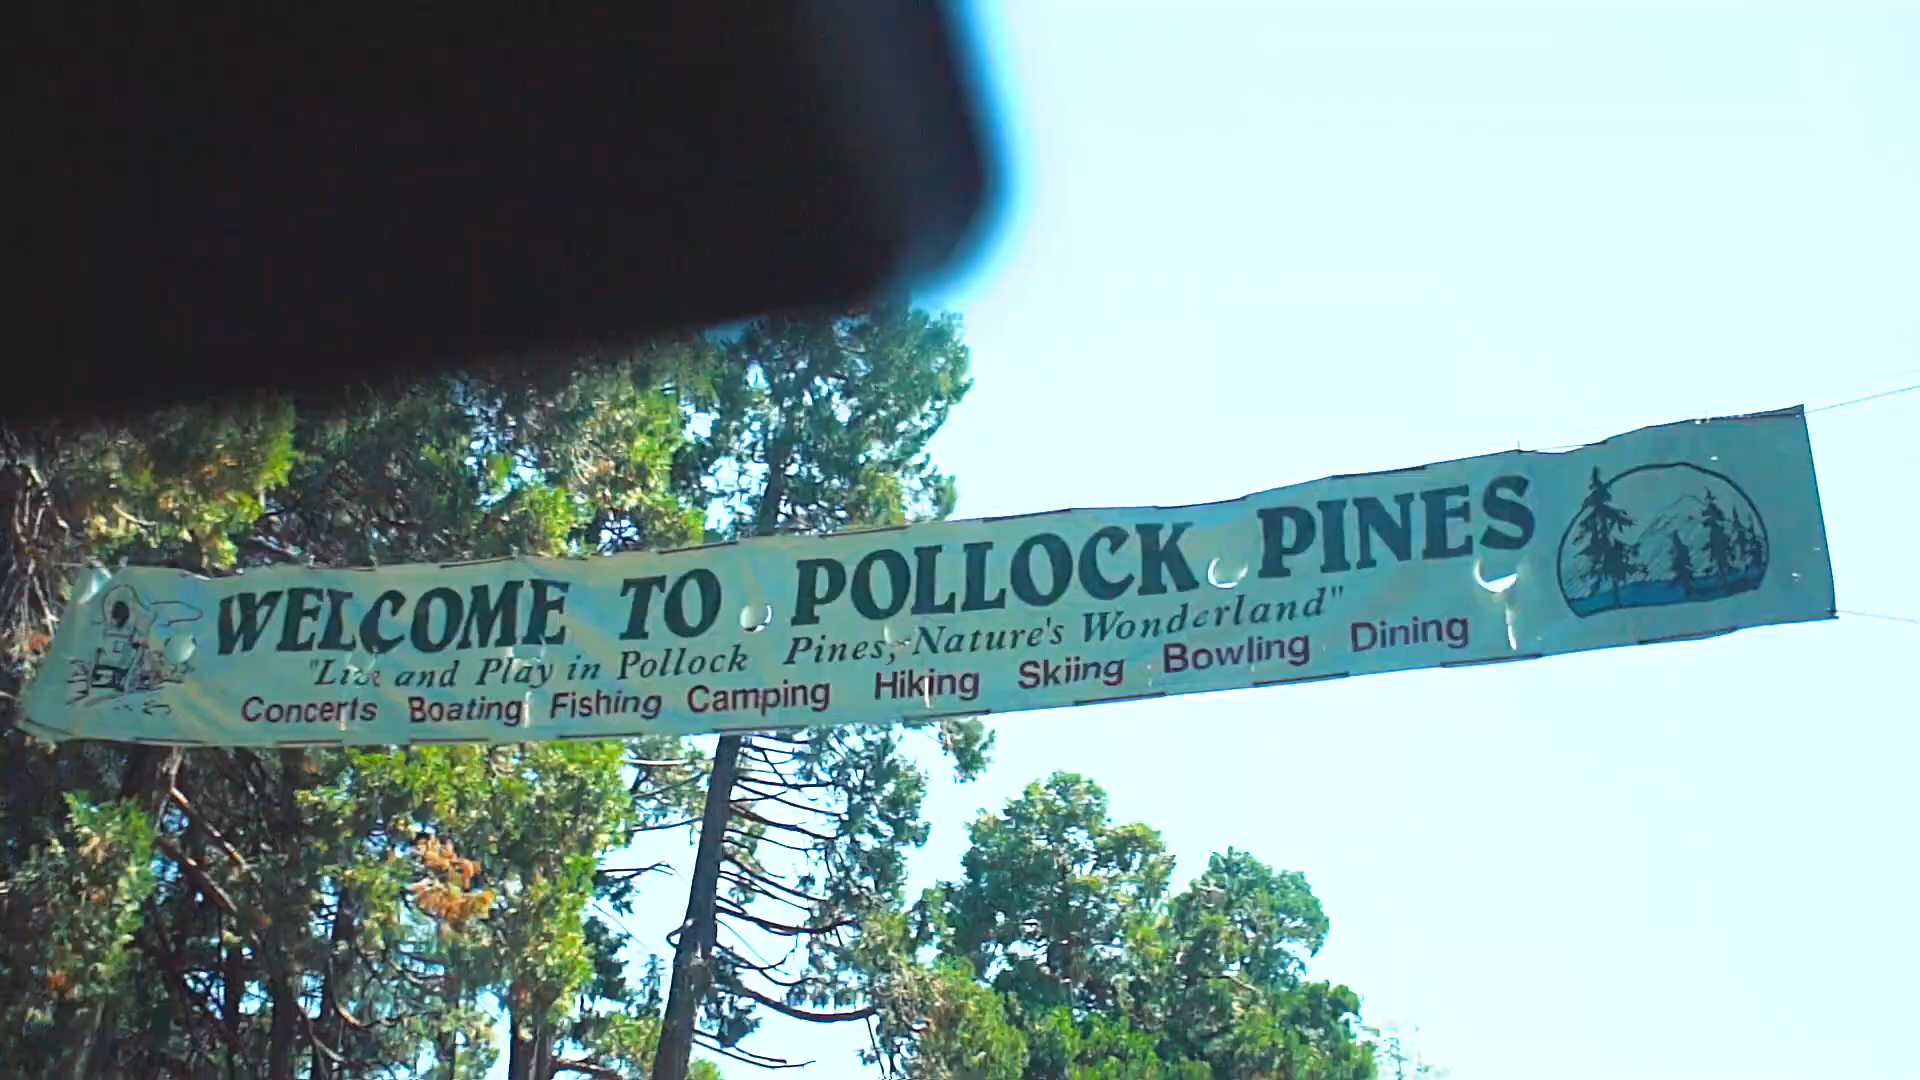 WELCOME TO POLLOCK PINES
"Live and Play in Pollock Pines, Nature's Wonderland"
Concerts Boating Fishing Camping Hiking Skiing Bowling Dining